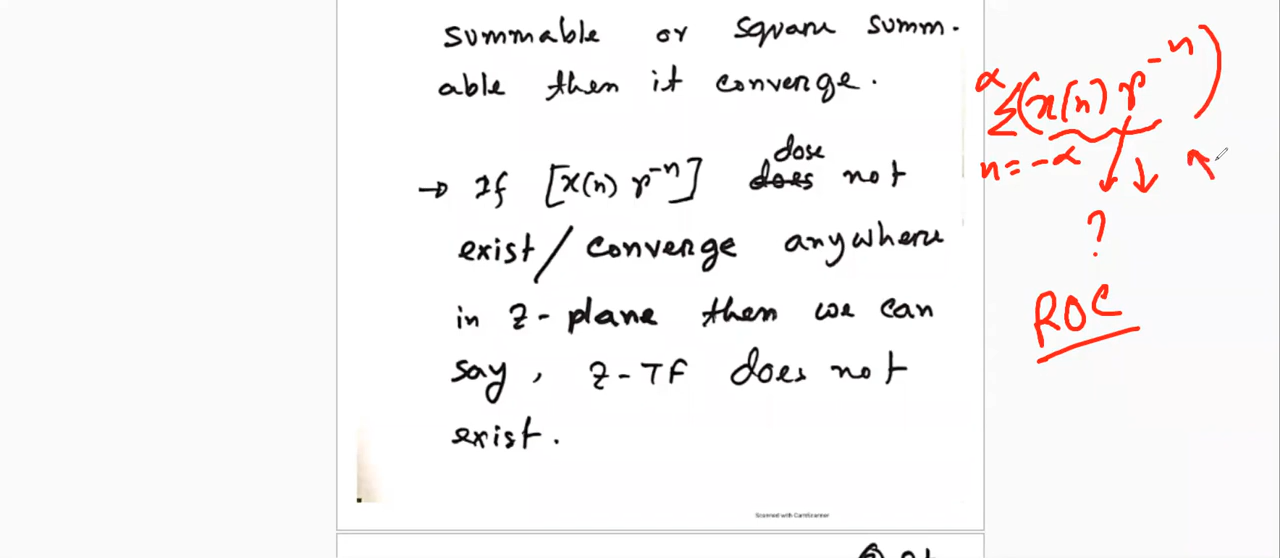 summable or square summ-
able then it converge.
→ If [x(n) r⁻ⁿ] dose not
exist/converge anywhere
in Z-plane then we can
say, Z-TF does not
exist.
Scanned with CamScanner
α
Σ(x(n) r⁻ⁿ)
n=-α
?
ROC